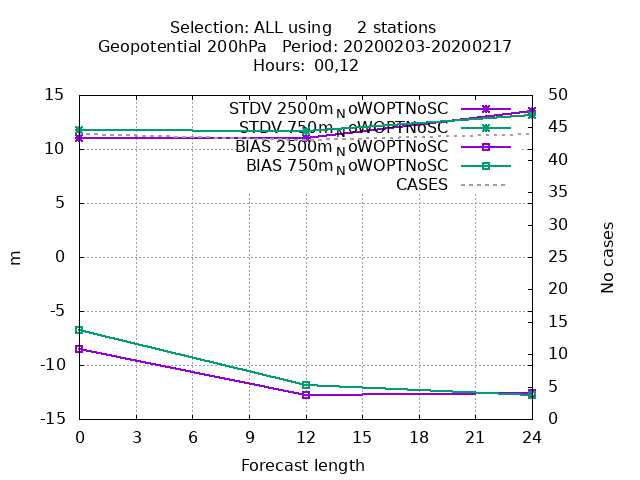 Selection: ALL using     2 stations
Geopotential 200hPa   Period: 20200203-20200217
Hours:  00,12
STDV 2500m_NoWOPTNoSC
STDV 750m_NoWOPTNoSC
BIAS 2500m_NoWOPTNoSC
BIAS 750m_NoWOPTNoSC
CASES
15
10
5
0
-5
-10
-15
m
50
45
40
35
30
25
20
15
10
5
0
No cases
0 3 6 9 12 15 18 21 24
Forecast length